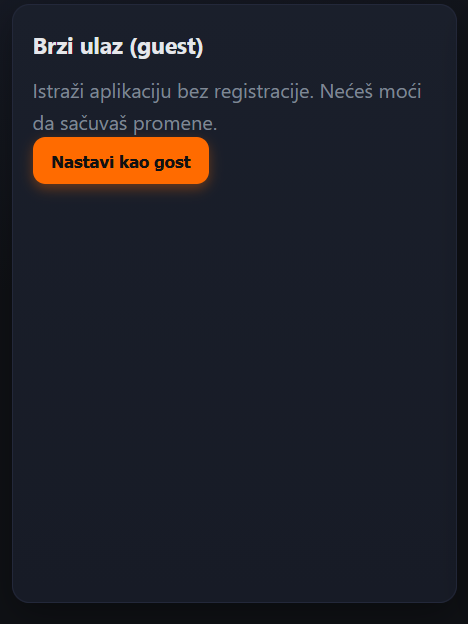 Brzi ulaz (guest)
Istraži aplikaciju bez registracije. Nećeš moći
da sačuvaš promene.
Nastavi kao gost